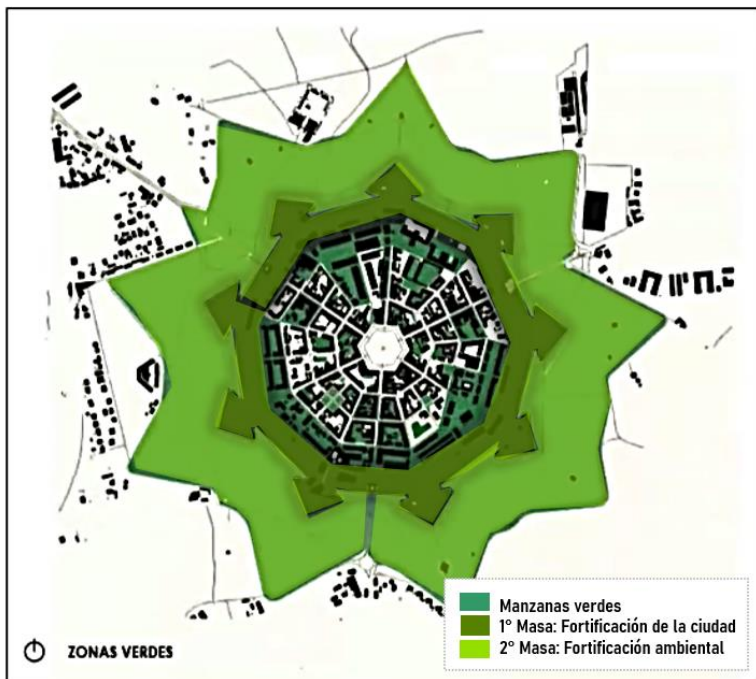 Manzanas verdes
1° Masa: Fortificación de la ciudad
2° Masa: Fortificación ambiental
ZONAS VERDES